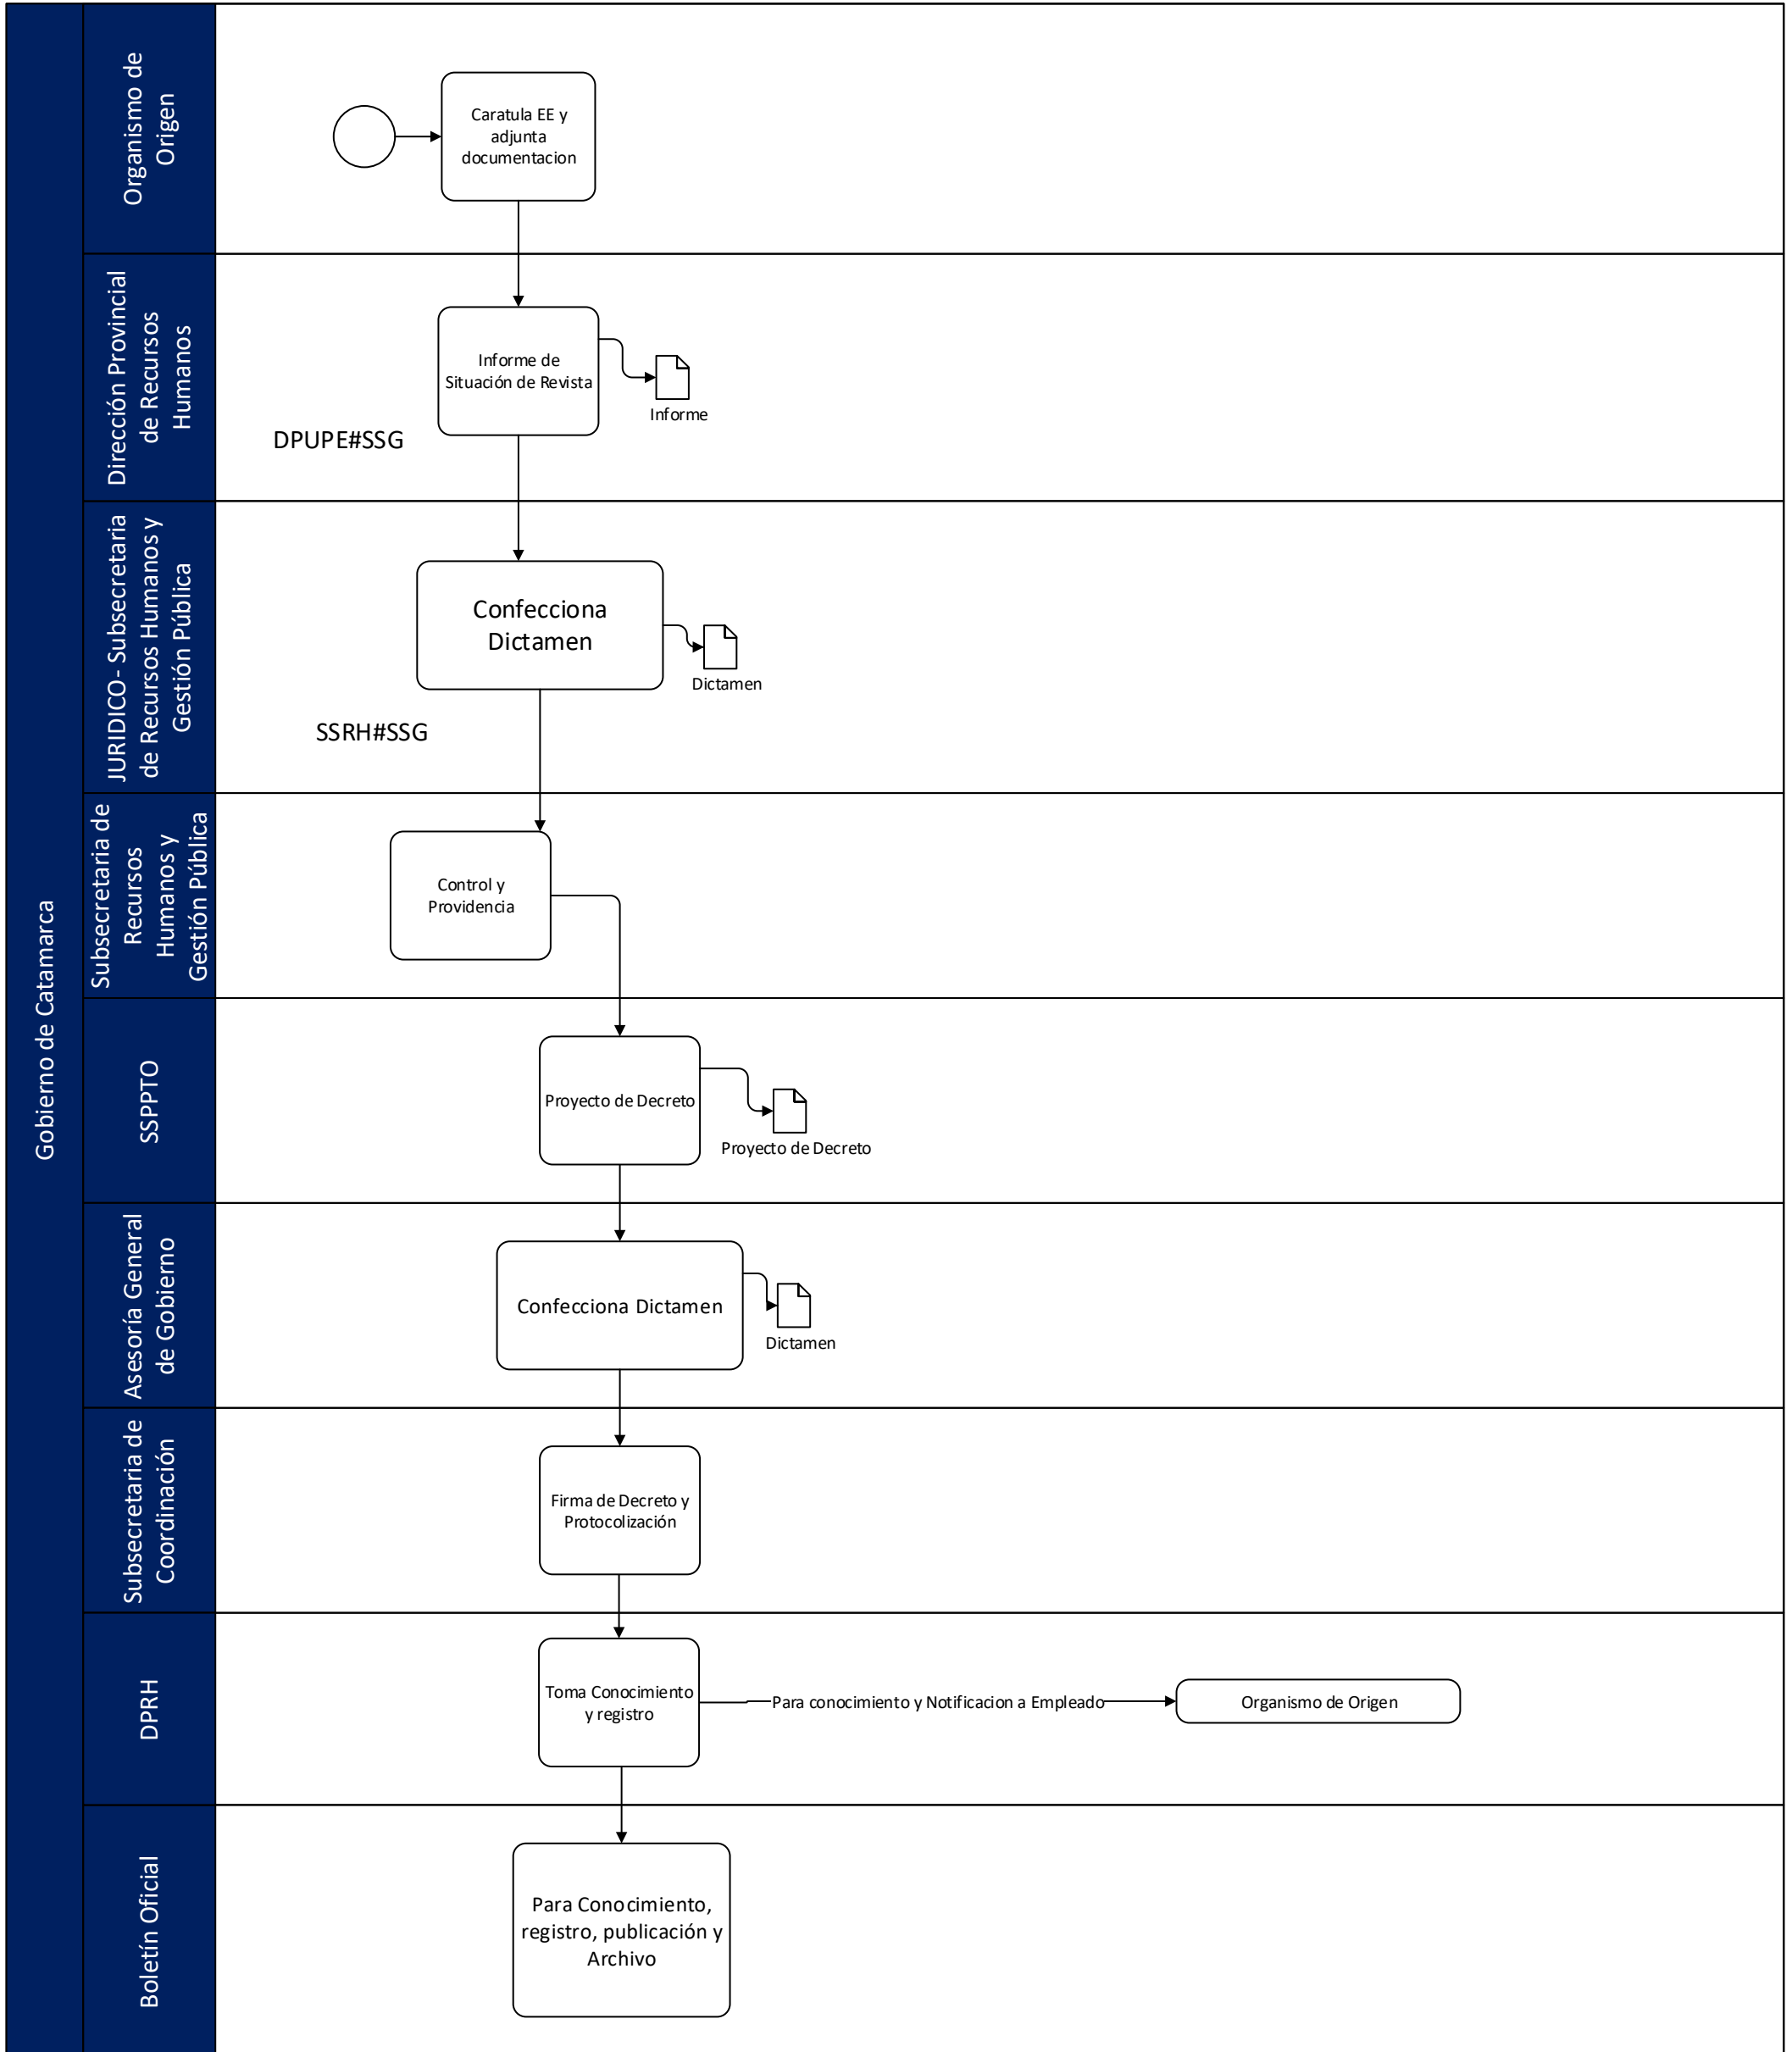 Gobierno de Catamarca
Organismo de
Origen
Caratula EE y
adjunta
documentacion
Dirección Provincial
de Recursos
Humanos
Informe de
Situación de Revista
Informe
DPUPE#SSG
JURIDICO- Subsecretaria
de Recursos Humanos y
Gestión Pública
Confecciona
Dictamen
Dictamen
SSRH#SSG
Subsecretaria de
Recursos
Humanos y
Gestión Pública
Control y
Providencia
SSPPTO
Proyecto de Decreto
Proyecto de Decreto
Asesoría General
de Gobierno
Confecciona Dictamen
Dictamen
Subsecretaria de
Coordinación
Firma de Decreto y
Protocolización
DPRH
Toma Conocimiento
y registro
Para conocimiento y Notificacion a Empleado
Organismo de Origen
Boletín Oficial
Para Conocimiento,
registro, publicación y
Archivo